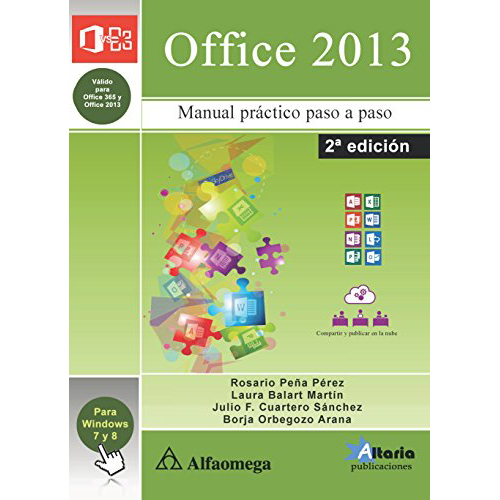 Office 2013
Válido
para
Office 365 y
Office 2013
Manual práctico paso a paso
2ª edición
SkyDrive
Compartir y publicar en la nube
Rosario Peña Pérez
Laura Balart Martín
Julio F. Cuartero Sánchez
Borja Orbegozo Arana
Para
Windows
7 y 8
Alfaomega
Altaria
publicaciones